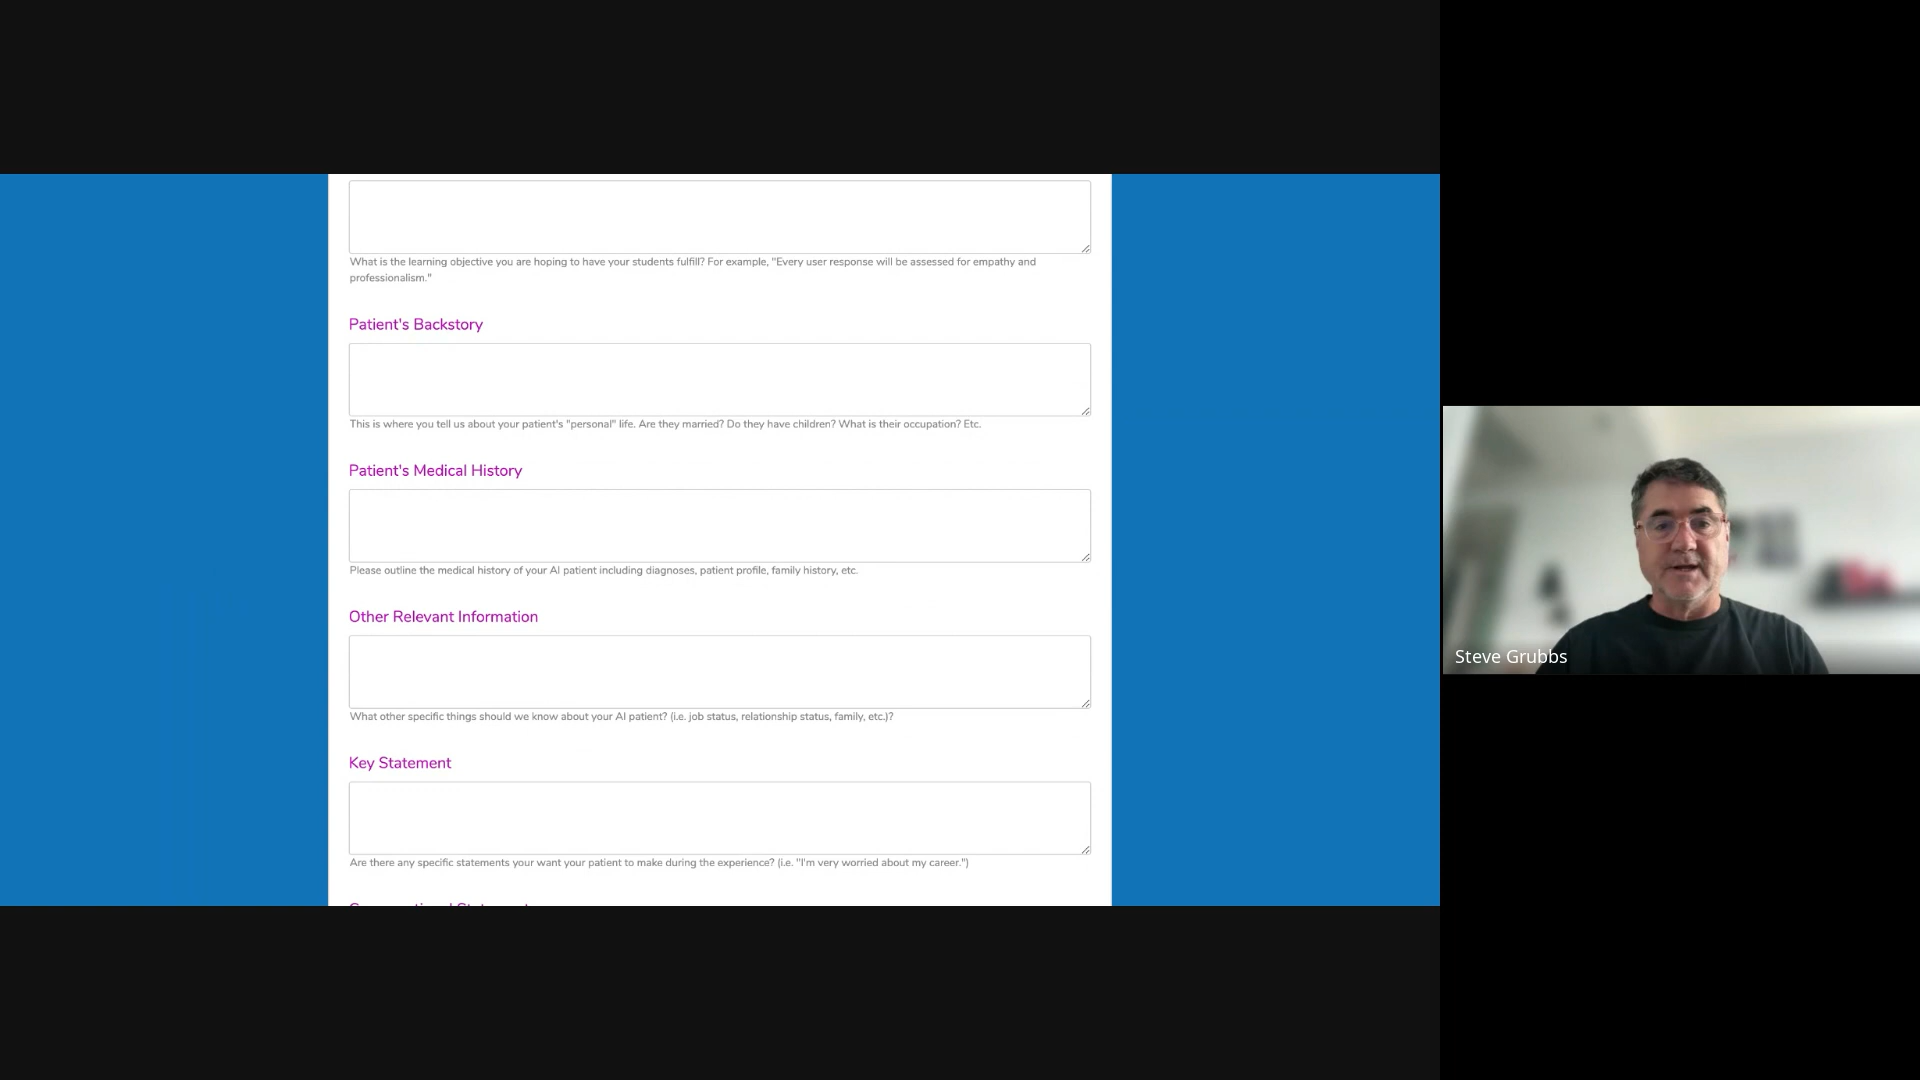 What is the learning objective you are hoping to have your students fulfill? For example, "Every user response will be assessed for empathy and
professionalism."
Patient's Backstory
This is where you tell us about your patient's "personal" life. Are they married? Do they have children? What is their occupation? Etc.
Patient's Medical History
Please outline the medical history of your AI patient including diagnoses, patient profile, family history, etc.
Other Relevant Information
What other specific things should we know about your AI patient? (i.e. job status, relationship status, family, etc.)?
Key Statement
Are there any specific statements your want your patient to make during the experience? (i.e. "I'm very worried about my career.")
Steve Grubbs